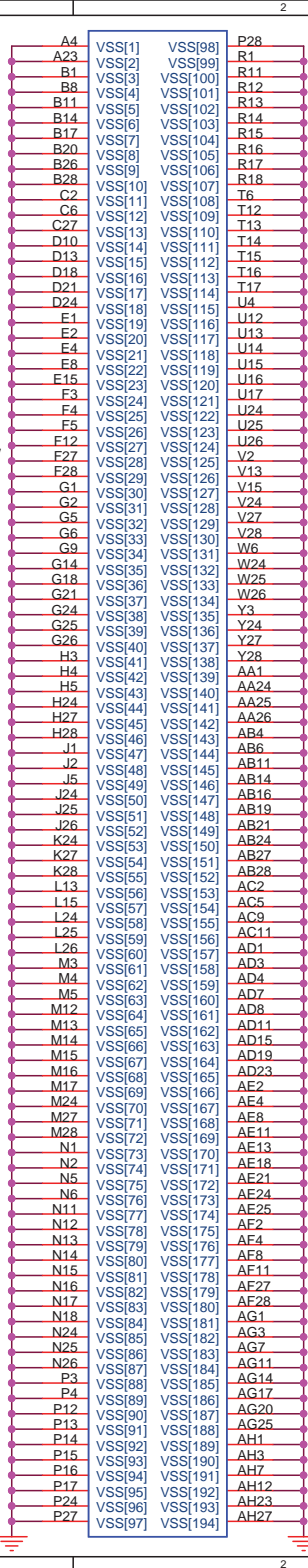 2
A4 VSS[1] VSS[98] P28
A23 VSS[2] VSS[99] R1
B1 VSS[3] VSS[100] R11
B8 VSS[4] VSS[101] R12
B11 VSS[5] VSS[102] R13
B14 VSS[6] VSS[103] R14
B17 VSS[7] VSS[104] R15
B20 VSS[8] VSS[105] R16
B26 VSS[9] VSS[106] R17
B28 VSS[10] VSS[107] R18
C2 VSS[11] VSS[108] T6
C6 VSS[12] VSS[109] T12
C27 VSS[13] VSS[110] T13
D10 VSS[14] VSS[111] T14
D13 VSS[15] VSS[112] T15
D18 VSS[16] VSS[113] T16
D21 VSS[17] VSS[114] T17
D24 VSS[18] VSS[115] U4
E1 VSS[19] VSS[116] U12
E2 VSS[20] VSS[117] U13
E4 VSS[21] VSS[118] U14
E8 VSS[22] VSS[119] U15
E15 VSS[23] VSS[120] U16
F3 VSS[24] VSS[121] U17
F4 VSS[25] VSS[122] U24
F5 VSS[26] VSS[123] U25
F12 VSS[27] VSS[124] U26
F27 VSS[28] VSS[125] V2
F28 VSS[29] VSS[126] V13
G1 VSS[30] VSS[127] V15
G2 VSS[31] VSS[128] V24
G5 VSS[32] VSS[129] V27
G6 VSS[33] VSS[130] V28
G9 VSS[34] VSS[131] W6
G14 VSS[35] VSS[132] W24
G18 VSS[36] VSS[133] W25
G21 VSS[37] VSS[134] W26
G24 VSS[38] VSS[135] Y3
G25 VSS[39] VSS[136] Y24
G26 VSS[40] VSS[137] Y27
H3 VSS[41] VSS[138] Y28
H4 VSS[42] VSS[139] AA1
H5 VSS[43] VSS[140] AA24
H24 VSS[44] VSS[141] AA25
H27 VSS[45] VSS[142] AA26
H28 VSS[46] VSS[143] AB4
J1 VSS[47] VSS[144] AB6
J2 VSS[48] VSS[145] AB11
J5 VSS[49] VSS[146] AB14
J24 VSS[50] VSS[147] AB16
J25 VSS[51] VSS[148] AB19
J26 VSS[52] VSS[149] AB21
K24 VSS[53] VSS[150] AB24
K27 VSS[54] VSS[151] AB27
K28 VSS[55] VSS[152] AB28
L13 VSS[56] VSS[153] AC2
L15 VSS[57] VSS[154] AC5
L24 VSS[58] VSS[155] AC9
L25 VSS[59] VSS[156] AC11
L26 VSS[60] VSS[157] AD1
M3 VSS[61] VSS[158] AD3
M4 VSS[62] VSS[159] AD4
M5 VSS[63] VSS[160] AD7
M12 VSS[64] VSS[161] AD8
M13 VSS[65] VSS[162] AD11
M14 VSS[66] VSS[163] AD15
M15 VSS[67] VSS[164] AD19
M16 VSS[68] VSS[165] AD23
M17 VSS[69] VSS[166] AE2
M24 VSS[70] VSS[167] AE4
M27 VSS[71] VSS[168] AE8
M28 VSS[72] VSS[169] AE11
N1 VSS[73] VSS[170] AE13
N2 VSS[74] VSS[171] AE18
N5 VSS[75] VSS[172] AE21
N6 VSS[76] VSS[173] AE24
N11 VSS[77] VSS[174] AE25
N12 VSS[78] VSS[175] AF2
N13 VSS[79] VSS[176] AF4
N14 VSS[80] VSS[177] AF8
N15 VSS[81] VSS[178] AF11
N16 VSS[82] VSS[179] AF27
N17 VSS[83] VSS[180] AF28
N18 VSS[84] VSS[181] AG1
N24 VSS[85] VSS[182] AG3
N25 VSS[86] VSS[183] AG7
N26 VSS[87] VSS[184] AG11
P3 VSS[88] VSS[185] AG14
P4 VSS[89] VSS[186] AG17
P12 VSS[90] VSS[187] AG20
P13 VSS[91] VSS[188] AG25
P14 VSS[92] VSS[189] AH1
P15 VSS[93] VSS[190] AH3
P16 VSS[94] VSS[191] AH7
P17 VSS[95] VSS[192] AH12
P24 VSS[96] VSS[193] AH23
P27 VSS[97] VSS[194] AH27
2